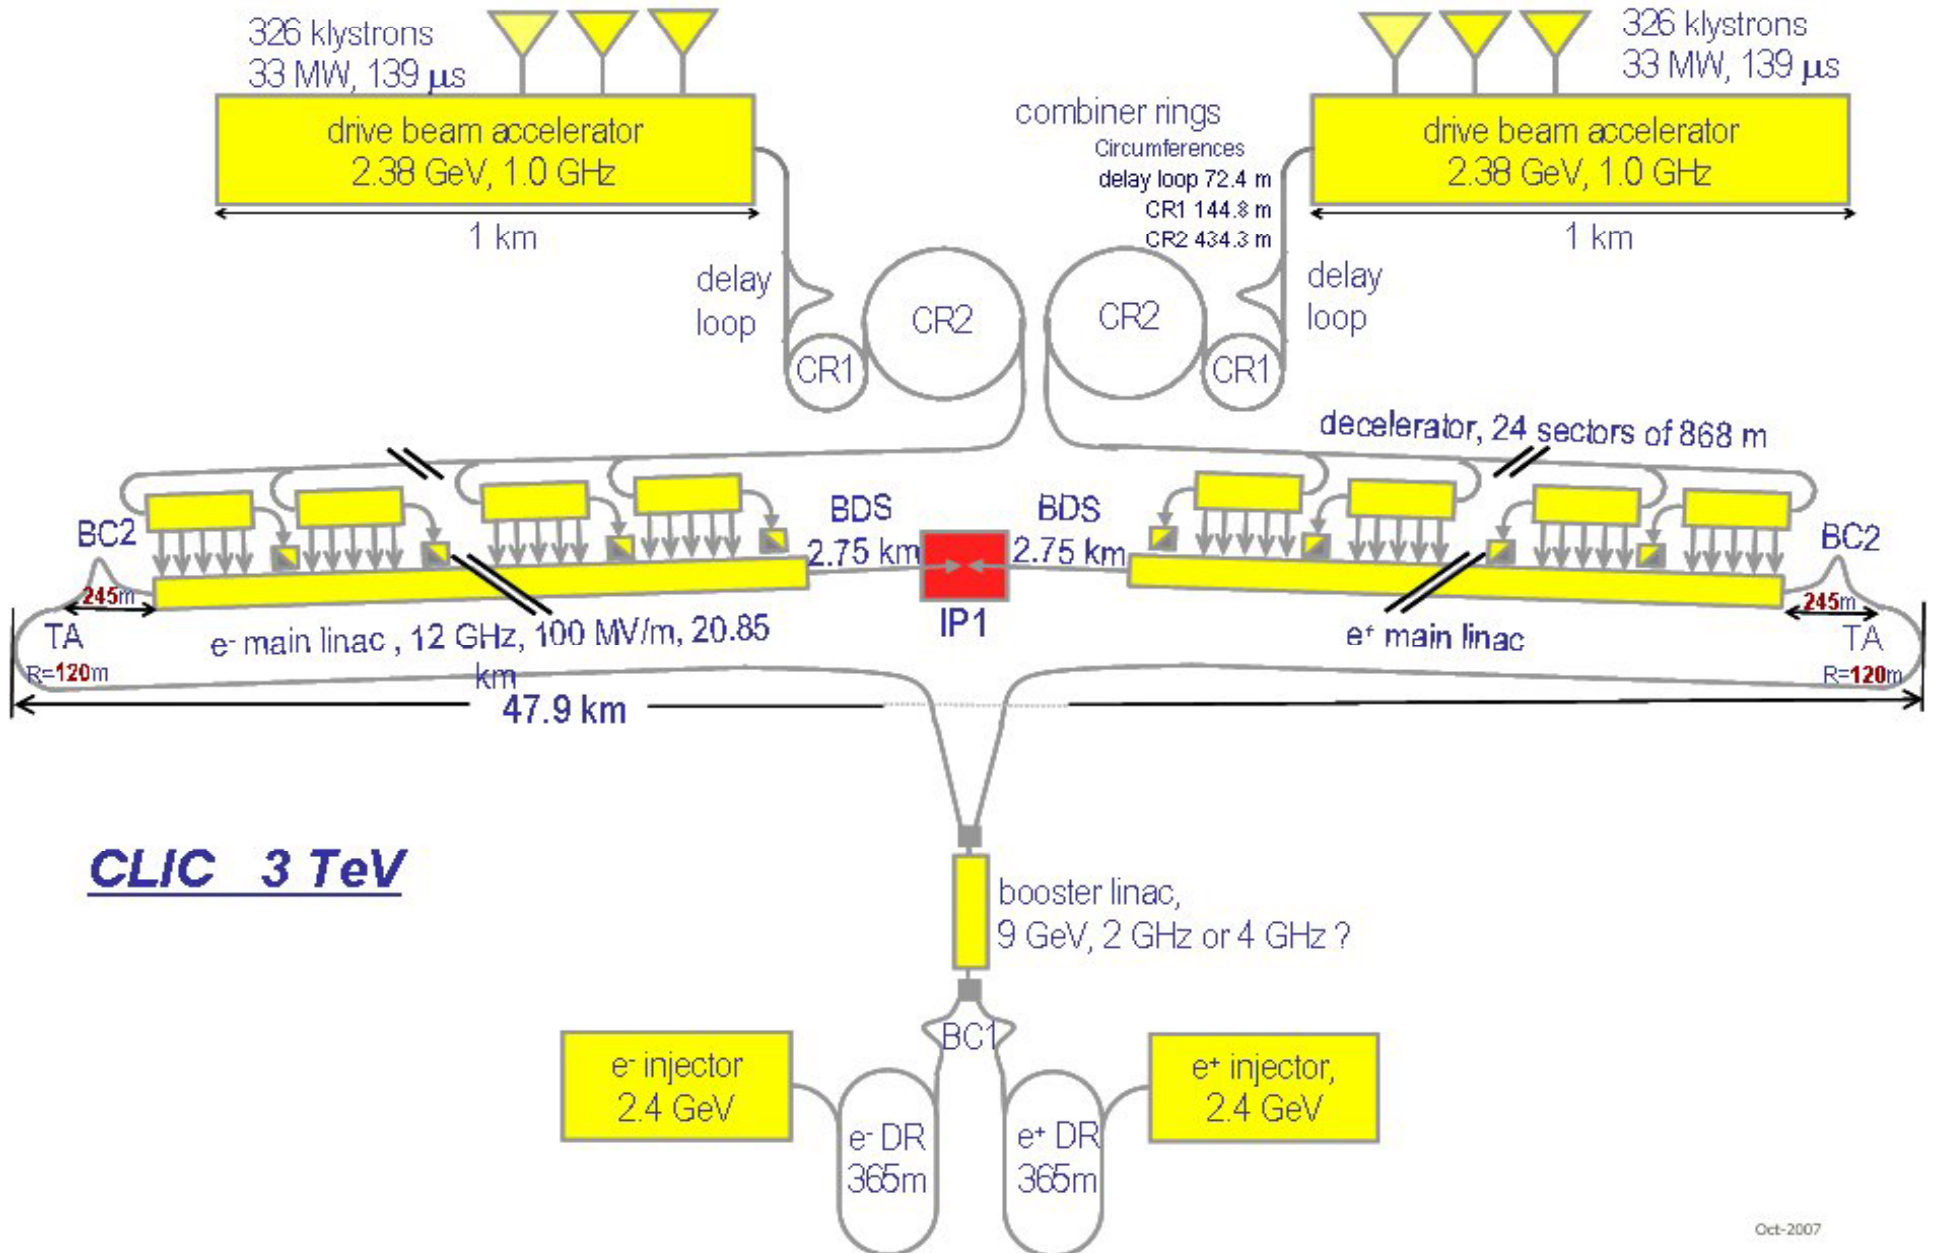 326 klystrons
33 MW, 139 µs
drive beam accelerator
2.38 GeV, 1.0 GHz
1 km
delay
loop
CR1
CR2
combiner rings
Circumferences
delay loop 72.4 m
CR1 144.8 m
CR2 434.3 m
326 klystrons
33 MW, 139 µs
drive beam accelerator
2.38 GeV, 1.0 GHz
1 km
delay
loop
CR2
CR1
decelerator, 24 sectors of 868 m
BC2
245m
TA
R=120m
BDS
2.75 km
IP1
BDS
2.75 km
BC2
245m
TA
R=120m
e⁻ main linac , 12 GHz, 100 MV/m, 20.85
km
e⁺ main linac
47.9 km
CLIC 3 TeV
booster linac,
9 GeV, 2 GHz or 4 GHz ?
BC1
e⁻ injector
2.4 GeV
e⁻ DR
365m
e⁺ DR
365m
e⁺ injector,
2.4 GeV
Oct-2007